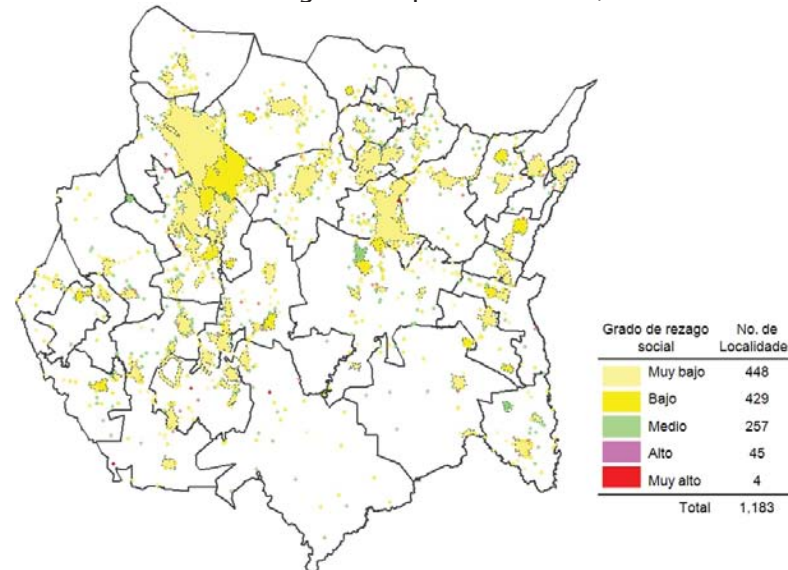 Grado de rezago social No. de Localidade
Muy bajo 448
Bajo 429
Medio 257
Alto 45
Muy alto 4
Total 1,183